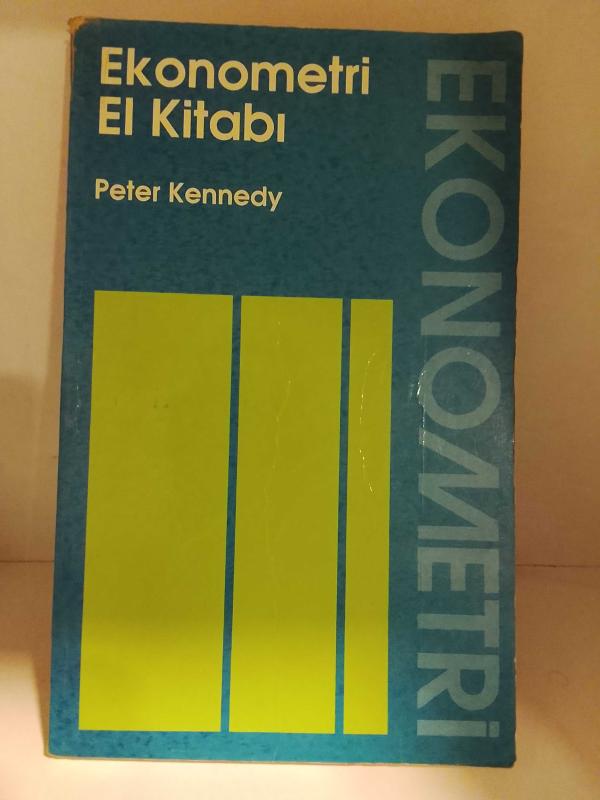 Ekonometri
El Kitabı
Peter Kennedy
EKONOMETRİ